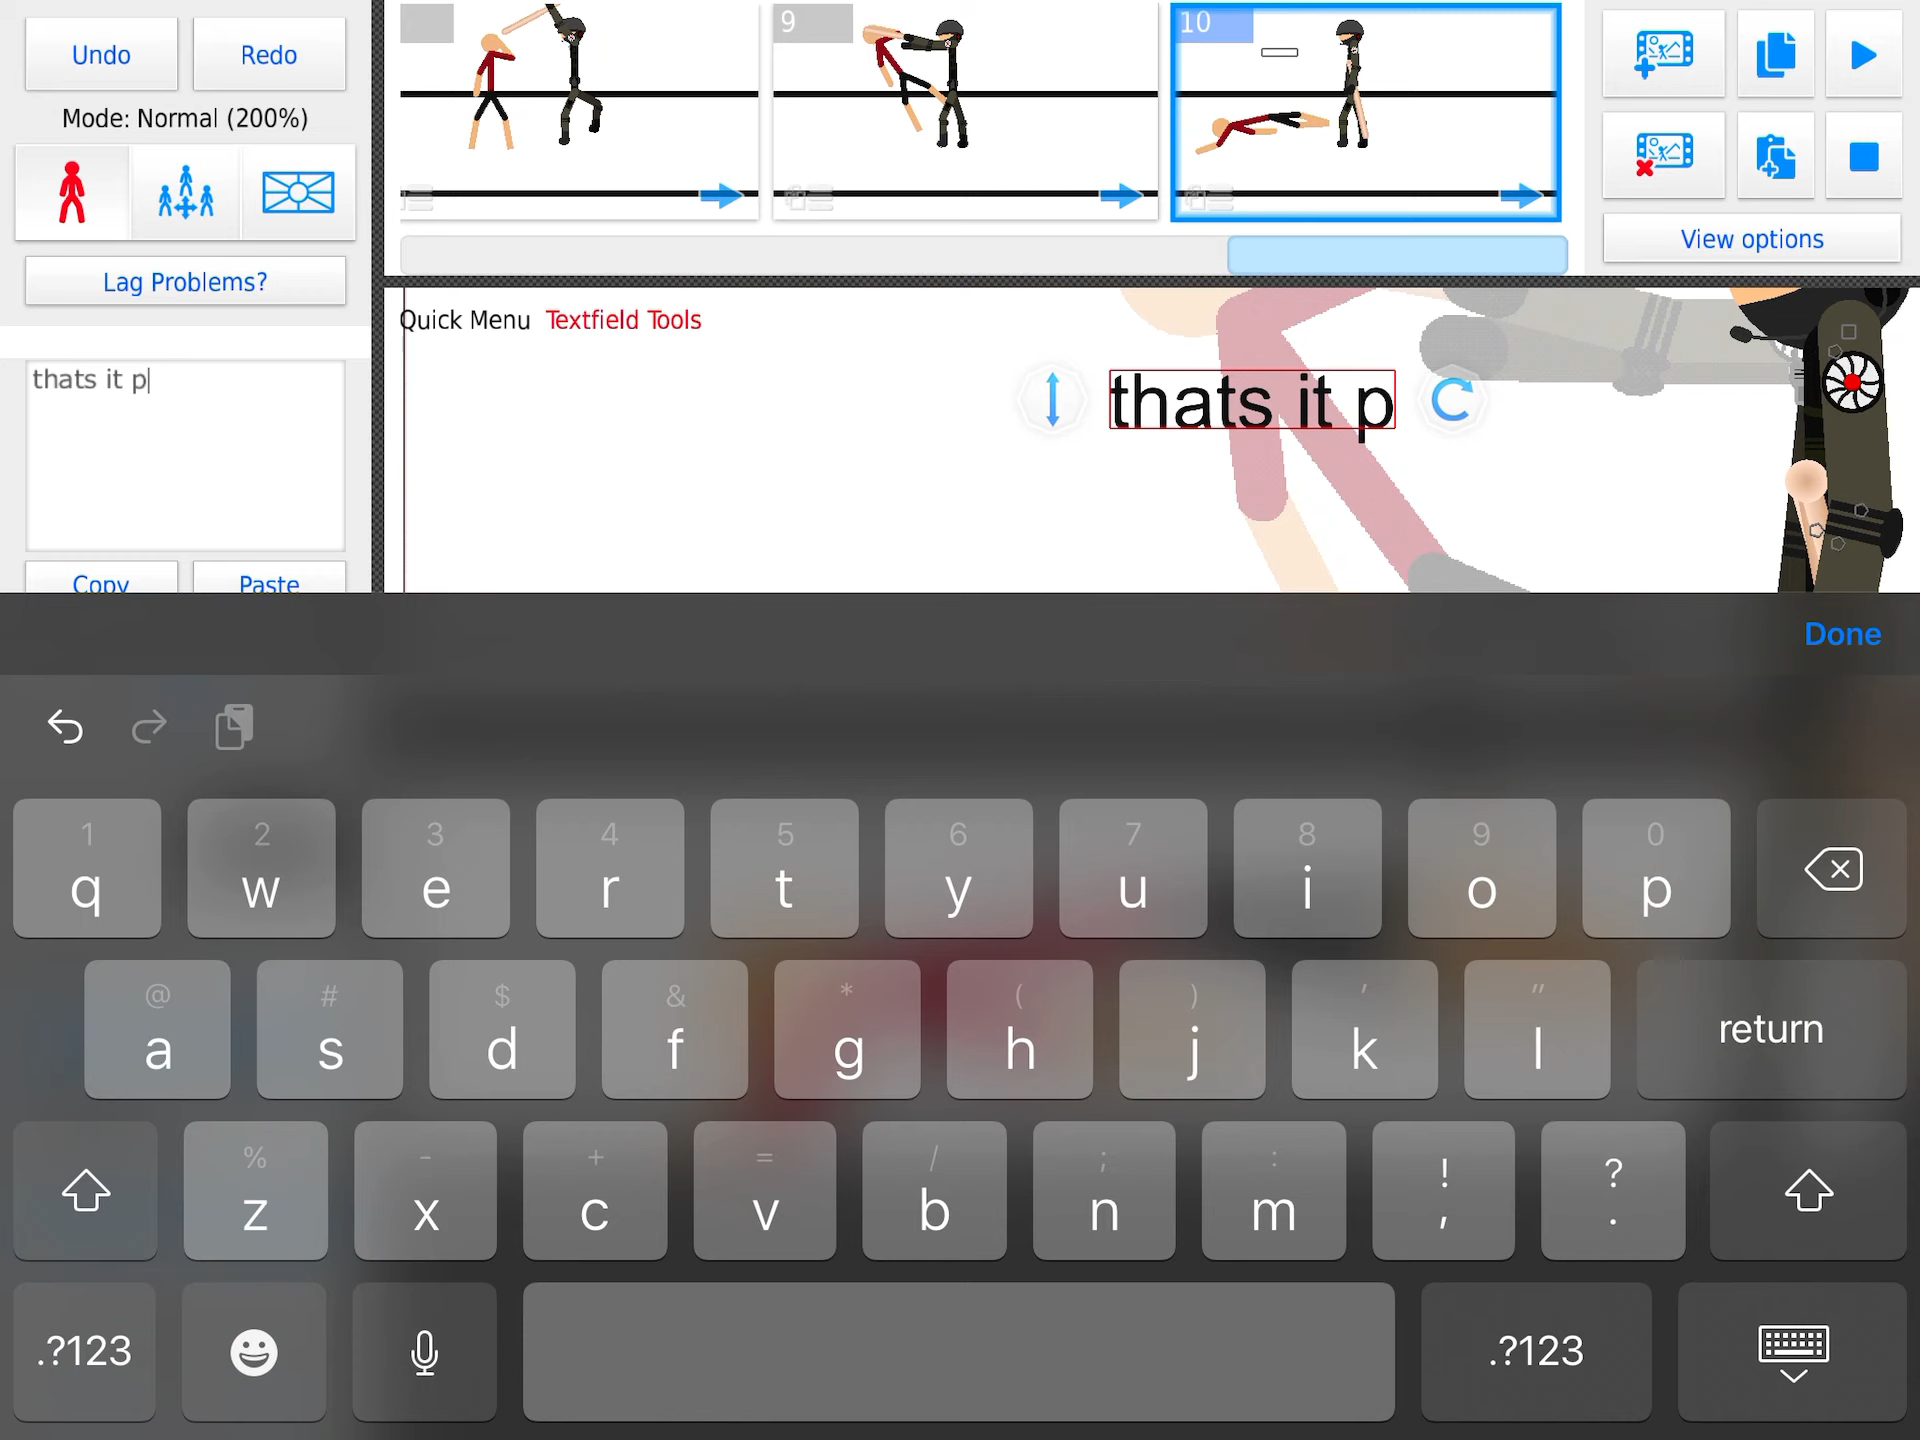 Undo
Redo
Mode: Normal (200%)
Lag Problems?
thats it p
Copy
Paste
9
10
View options
Quick Menu Textfield Tools
thats it p
Done
1 2 3 4 5 6 7 8 9 0
q w e r t y u i o p
@ # $ & * ( ) ' "
a s d f g h j k l return
% - + = / ; : ! ?
z x c v b n m , .
.?123 .?123